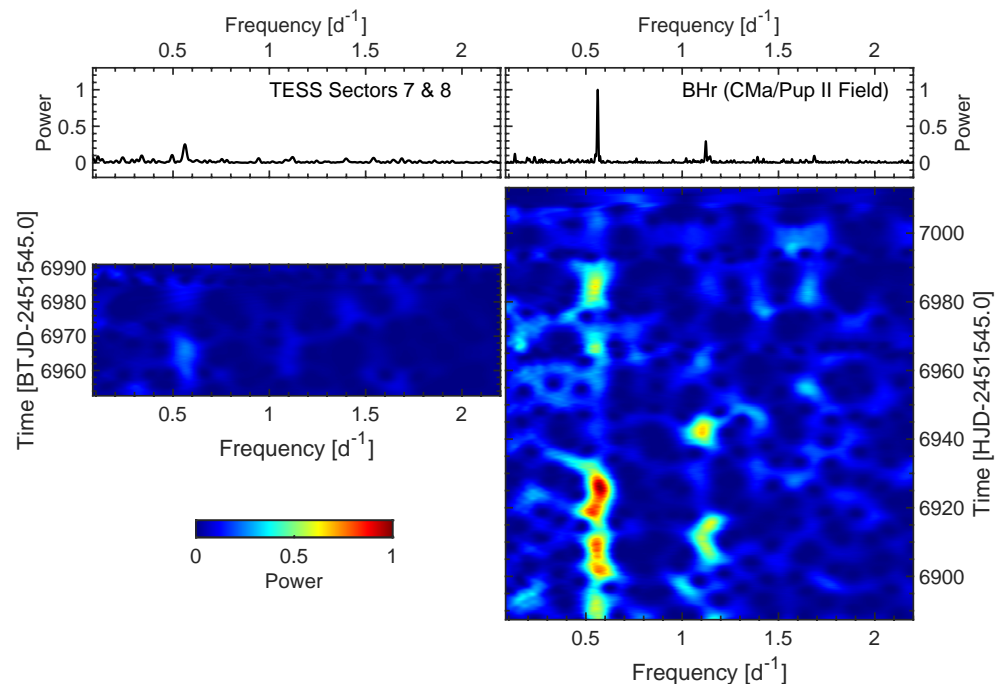 Frequency [d⁻¹]
0.5 1 1.5 2
Frequency [d⁻¹]
0.5 1 1.5 2
Power
1
0.5
0
TESS Sectors 7 & 8
BHr (CMa/Pup II Field)
1
0.5
0
Power
Time [BTJD-2451545.0]
6990
6980
6970
6960
0.5 1 1.5 2
Frequency [d⁻¹]
0 0.5 1
Power
7000
6980
6960
6940
6920
6900
Time [HJD-2451545.0]
0.5 1 1.5 2
Frequency [d⁻¹]